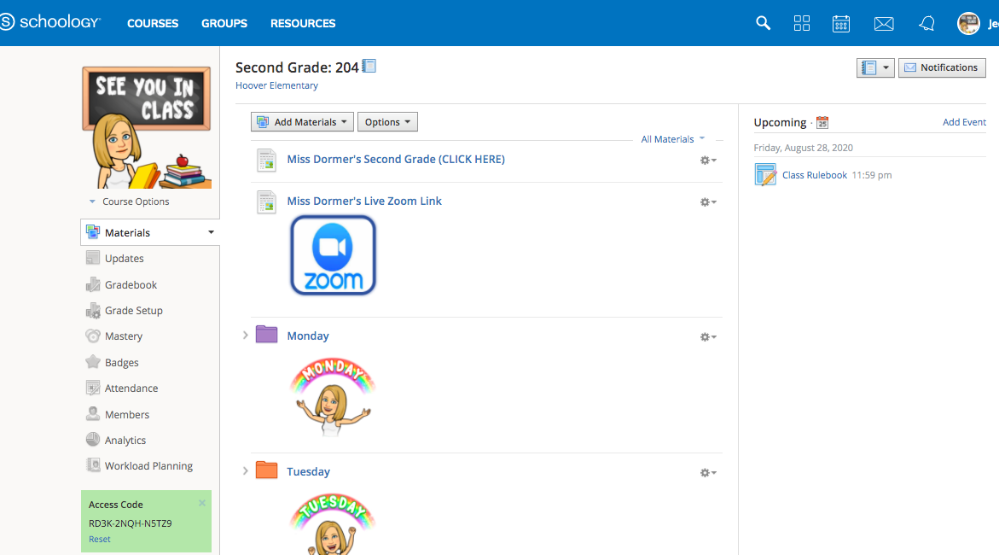 schoology
COURSES
GROUPS
RESOURCES
SEE YOU IN
CLASS
Course Options
Materials
Updates
Gradebook
Grade Setup
Mastery
Badges
Attendance
Members
Analytics
Workload Planning
Access Code
RD3K-2NQH-N5TZ9
Reset
Second Grade: 204
Hoover Elementary
Notifications
Add Materials
Options
All Materials
Miss Dormer's Second Grade (CLICK HERE)
Miss Dormer's Live Zoom Link
zoom
Monday
MONDAY
Tuesday
TUESDAY
Upcoming ·
25
Add Event
Friday, August 28, 2020
Class Rulebook 11:59 pm